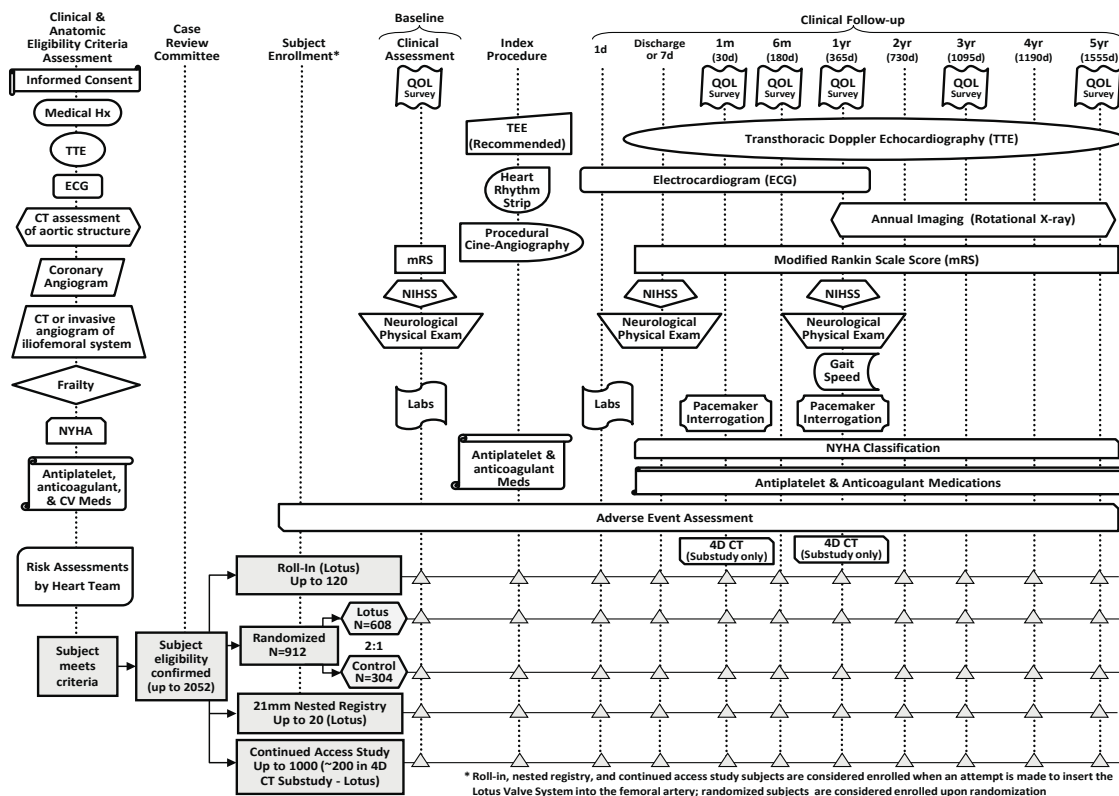 Clinical &
Anatomic
Eligibility Criteria
Assessment
Case
Review
Committee
Subject
Enrollment*
Baseline
Clinical
Assessment
Index
Procedure
Clinical Follow-up
1d
Discharge
or 7d
1m
(30d)
6m
(180d)
1yr
(365d)
2yr
(730d)
3yr
(1095d)
4yr
(1190d)
5yr
(1555d)
Informed Consent
Medical Hx
TTE
ECG
CT assessment
of aortic structure
Coronary
Angiogram
CT or invasive
angiogram of
iliofemoral system
Frailty
NYHA
Antiplatelet,
anticoagulant,
& CV Meds
Risk Assessments
by Heart Team
Subject
meets
criteria
Subject
eligibility
confirmed
(up to 2052)
QOL
Survey
mRS
NIHSS
Neurological
Physical Exam
Labs
TEE
(Recommended)
Heart
Rhythm
Strip
Procedural
Cine-Angiography
Antiplatelet &
anticoagulant
Meds
QOL
Survey
QOL
Survey
QOL
Survey
QOL
Survey
QOL
Survey
Transthoracic Doppler Echocardiography (TTE)
Electrocardiogram (ECG)
Annual Imaging (Rotational X-ray)
Modified Rankin Scale Score (mRS)
NIHSS
NIHSS
Neurological
Physical Exam
Neurological
Physical Exam
Gait
Speed
Labs
Pacemaker
Interrogation
Pacemaker
Interrogation
NYHA Classification
Antiplatelet & Anticoagulant Medications
Adverse Event Assessment
4D CT
(Substudy only)
4D CT
(Substudy only)
Roll-In (Lotus)
Up to 120
Randomized
N=912
Lotus
N=608
2:1
Control
N=304
21mm Nested Registry
Up to 20 (Lotus)
Continued Access Study
Up to 1000 (~200 in 4D
CT Substudy - Lotus)
* Roll-in, nested registry, and continued access study subjects are considered enrolled when an attempt is made to insert the
Lotus Valve System into the femoral artery; randomized subjects are considered enrolled upon randomization